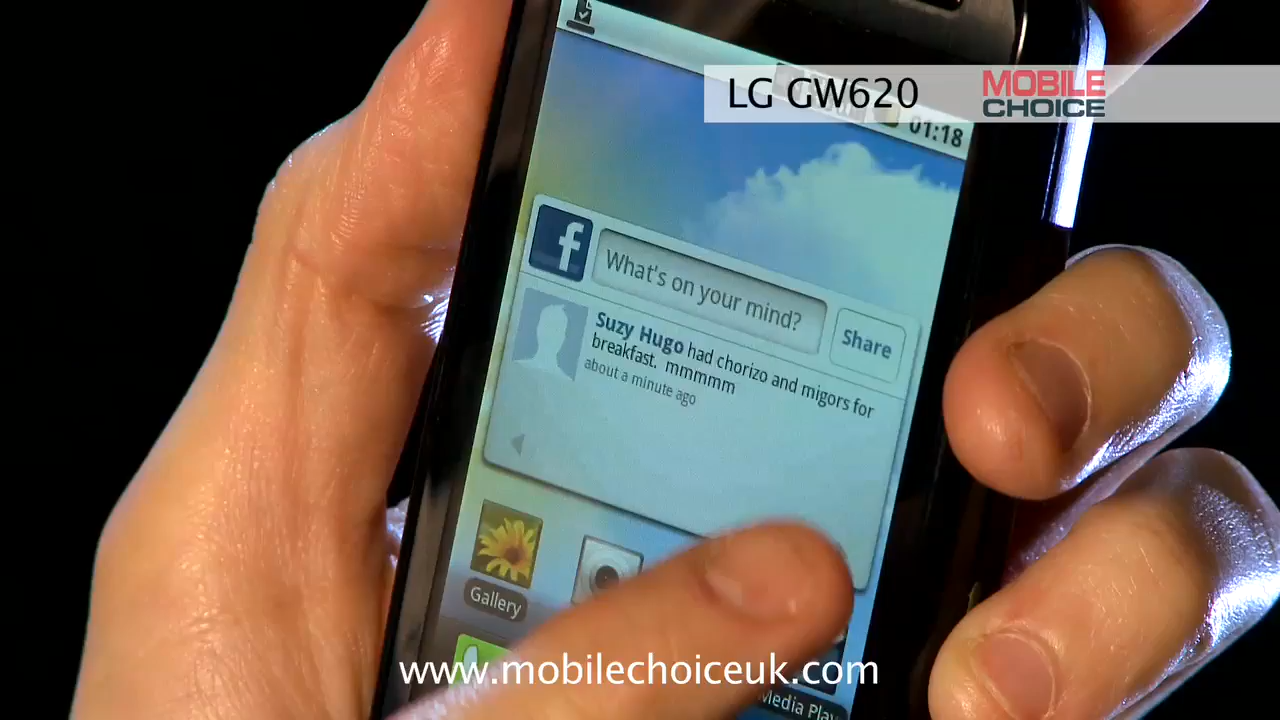 LG GW620
MOBILE
CHOICE
01:18
f
What's on your mind?
Share
Suzy Hugo had chorizo and migors for
breakfast. mmmmm
about a minute ago
Gallery
www.mobilechoiceuk.com
Media Play